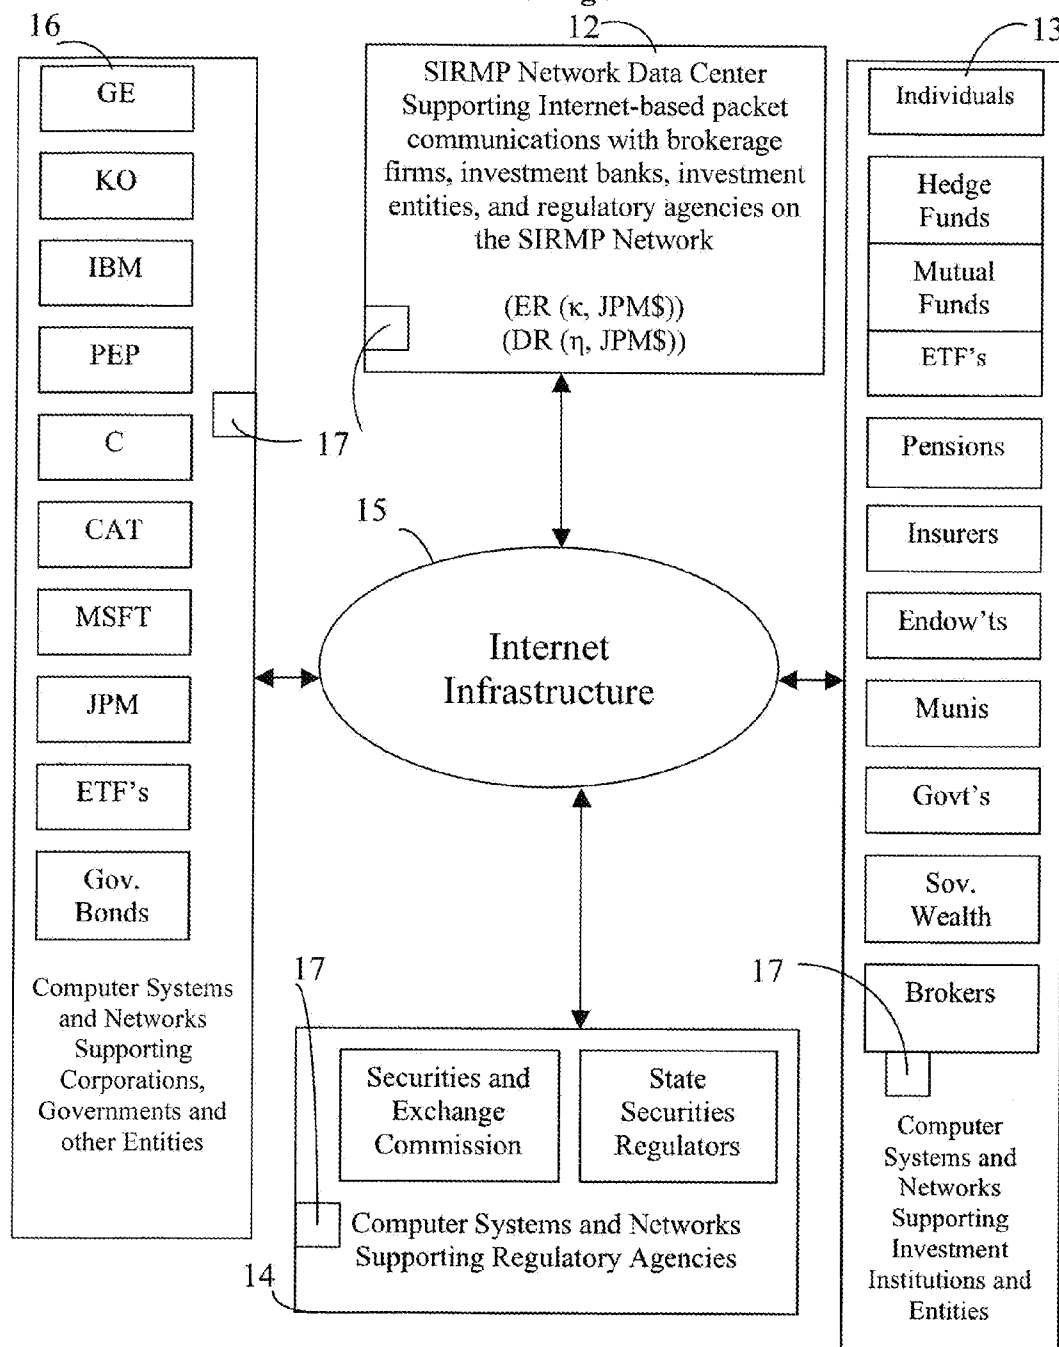 16
GE
KO
IBM
PEP
C
CAT
MSFT
JPM
ETF's
Gov.
Bonds
Computer Systems
and Networks
Supporting
Corporations,
Governments and
other Entities
17
12
SIRMP Network Data Center
Supporting Internet-based packet
communications with brokerage
firms, investment banks, investment
entities, and regulatory agencies on
the SIRMP Network
(ER (κ, JPM$))
(DR (η, JPM$))
15
Internet
Infrastructure
17
Securities and
Exchange
Commission
State
Securities
Regulators
Computer Systems and Networks
Supporting Regulatory Agencies
14
13
Individuals
Hedge
Funds
Mutual
Funds
ETF's
Pensions
Insurers
Endow'ts
Munis
Govt's
Sov.
Wealth
17
Brokers
Computer
Systems and
Networks
Supporting
Investment
Institutions and
Entities